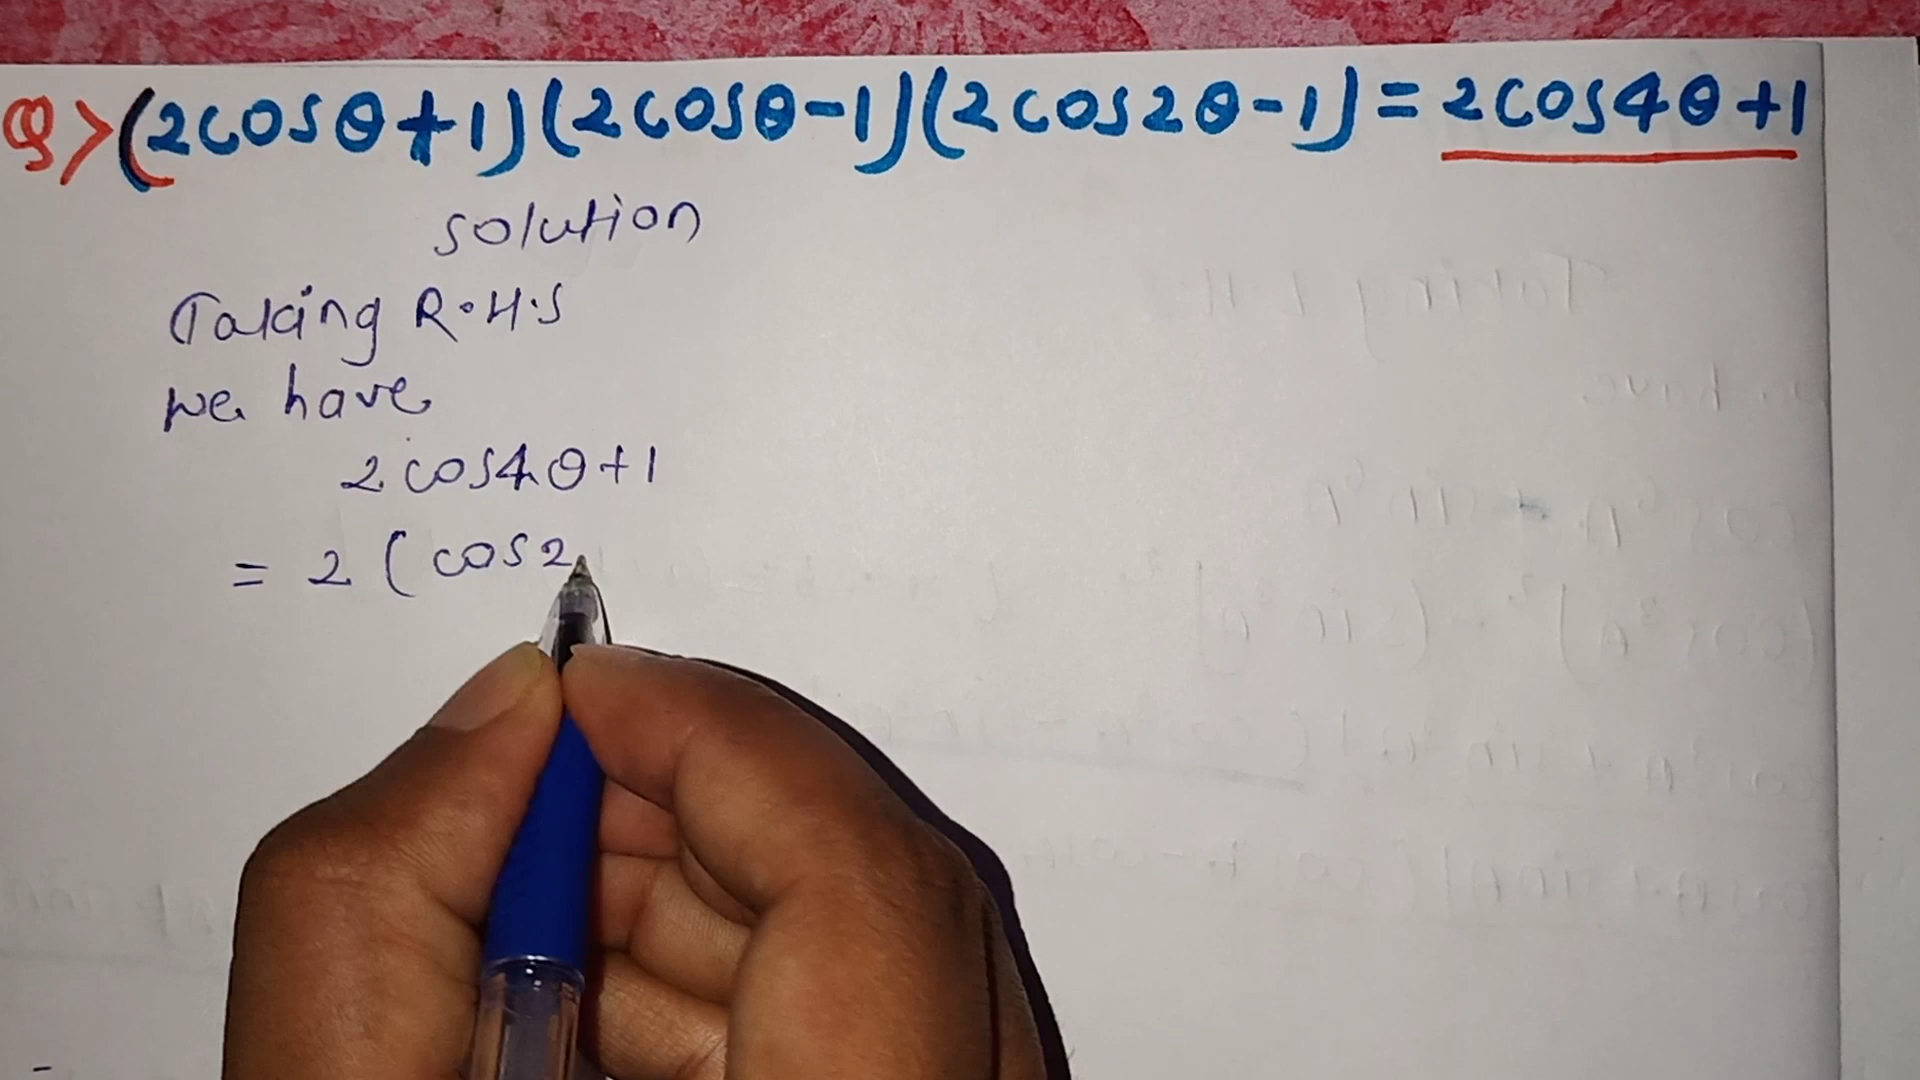 Q> (2cosθ+1)(2cosθ-1)(2cos2θ-1) = 2cos4θ+1
solution
Taking R.H.S
we have
2cos4θ+1
= 2 ( cos2